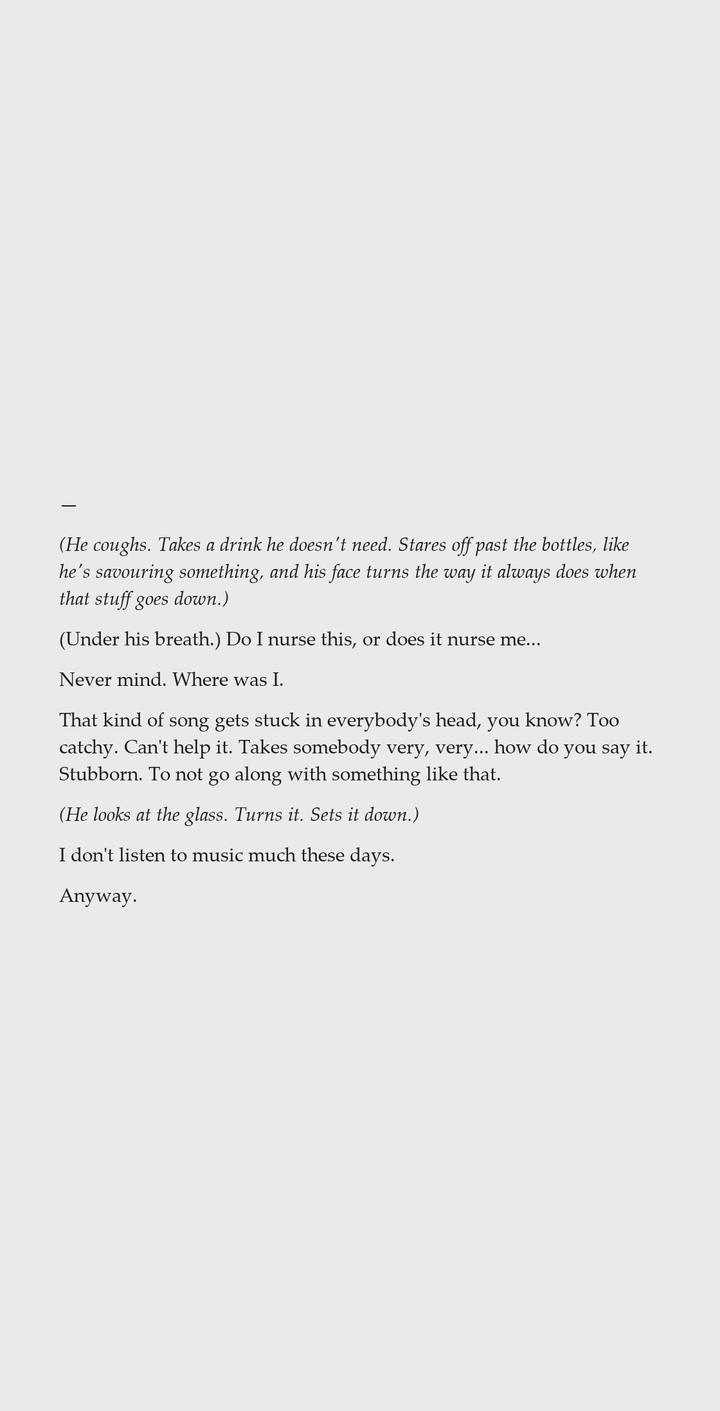 —
(He coughs. Takes a drink he doesn't need. Stares off past the bottles, like
he's savouring something, and his face turns the way it always does when
that stuff goes down.)
(Under his breath.) Do I nurse this, or does it nurse me...
Never mind. Where was I.
That kind of song gets stuck in everybody's head, you know? Too
catchy. Can't help it. Takes somebody very, very... how do you say it.
Stubborn. To not go along with something like that.
(He looks at the glass. Turns it. Sets it down.)
I don't listen to music much these days.
Anyway.